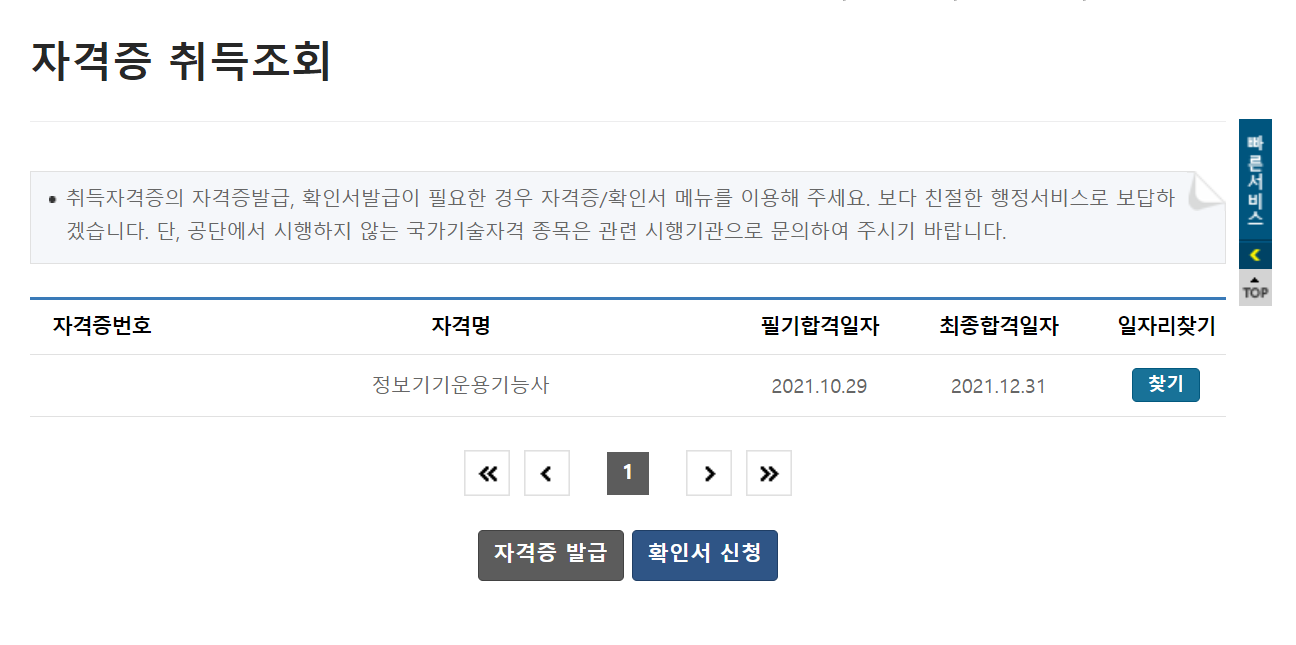 자격증 취득조회
• 취득자격증의 자격증발급, 확인서발급이 필요한 경우 자격증/확인서 메뉴를 이용해 주세요. 보다 친절한 행정서비스로 보답하
겠습니다. 단, 공단에서 시행하지 않는 국가기술자격 종목은 관련 시행기관으로 문의하여 주시기 바랍니다.
빠른서비스
TOP
자격증번호 자격명 필기합격일자 최종합격일자 일자리찾기
정보기기운용기능사 2021.10.29 2021.12.31 찾기
1
자격증 발급 확인서 신청